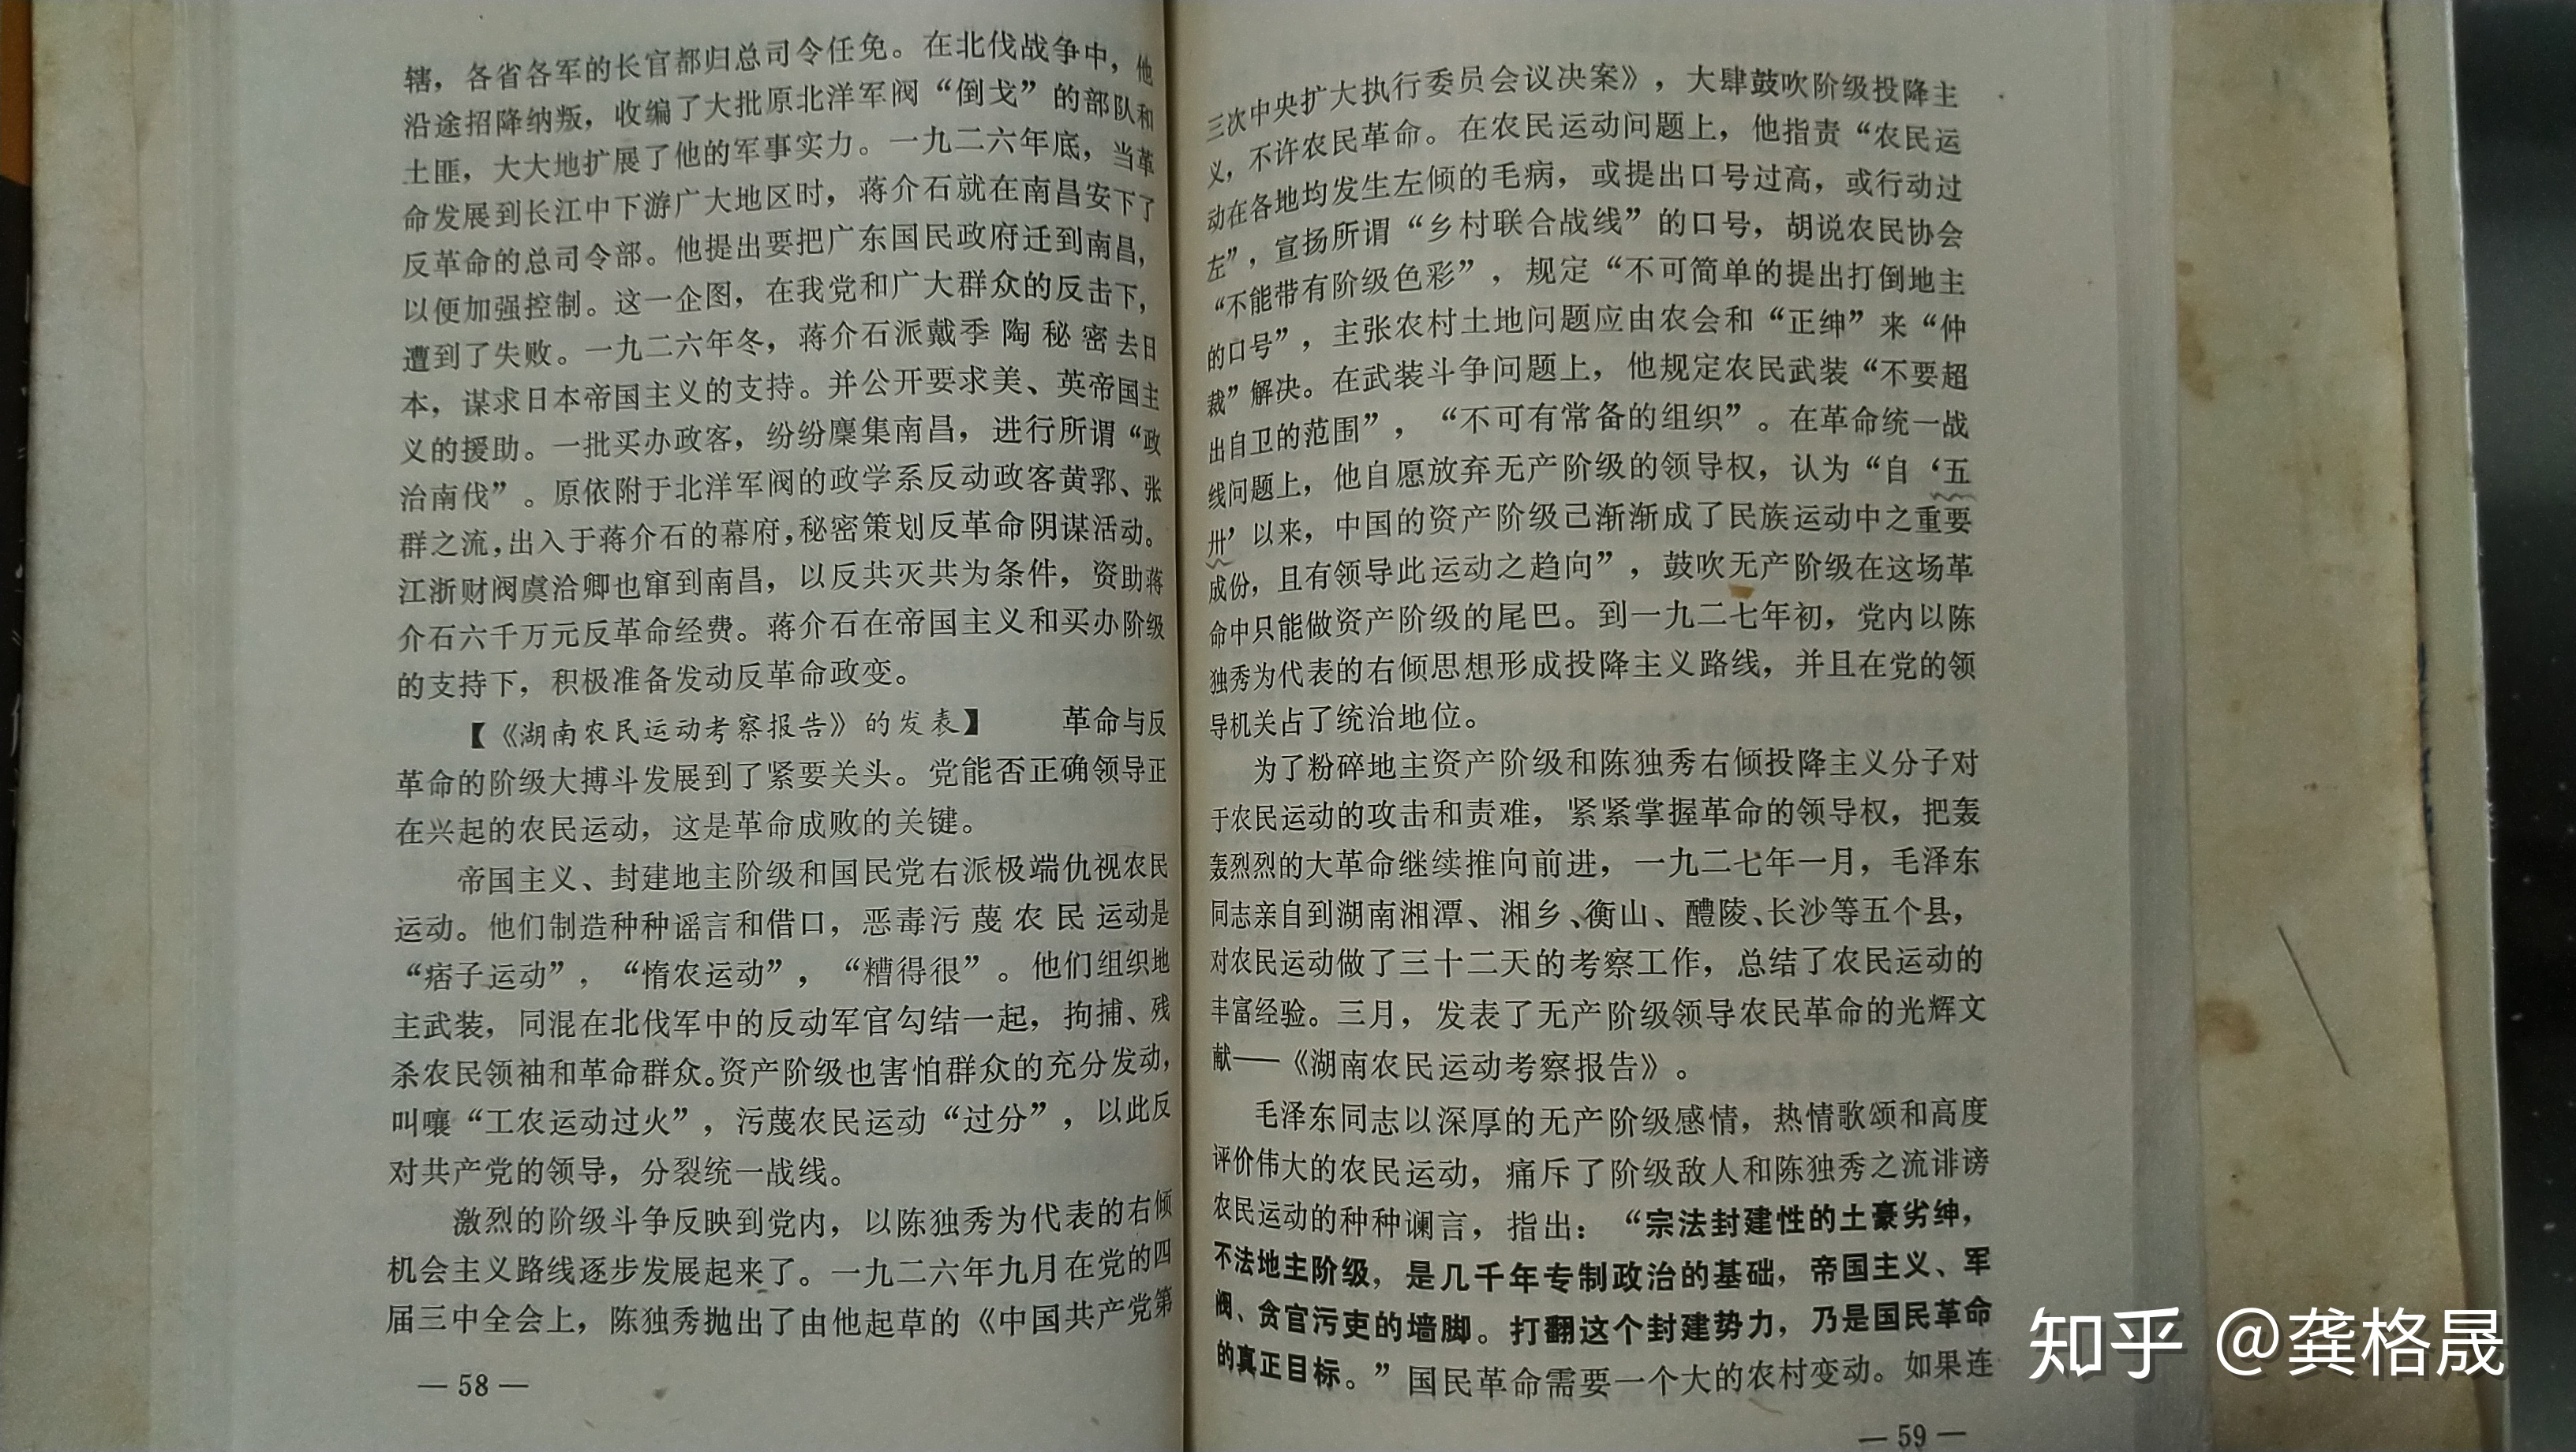 辖，各省各军的长官都归总司令任免。在北伐战争中，他
沿途招降纳叛，收编了大批原北洋军阀“倒戈”的部队和
土匪，大大地扩展了他的军事实力。一九二六年底，当革
命发展到长江中下游广大地区时，蒋介石就在南昌安下了
反革命的总司令部。他提出要把广东国民政府迁到南昌，
以便加强控制。这一企图，在我党和广大群众的反击下，
遭到了失败。一九二六年冬，蒋介石派戴季陶秘密去日
本，谋求日本帝国主义的支持。并公开要求美、英帝国主
义的援助。一批买办政客，纷纷麇集南昌，进行所谓“政
治南伐”。原依附于北洋军阀的政学系反动政客黄郛、张
群之流，出入于蒋介石的幕府，秘密策划反革命阴谋活动。
江浙财阀虞洽卿也窜到南昌，以反共灭共为条件，资助蒋
介石六千万元反革命经费。蒋介石在帝国主义和买办阶级
的支持下，积极准备发动反革命政变。
【《湖南农民运动考察报告》的发表】 革命与反
革命的阶级大搏斗发展到了紧要关头。党能否正确领导正
在兴起的农民运动，这是革命成败的关键。
帝国主义、封建地主阶级和国民党右派极端仇视农民
运动。他们制造种种谣言和借口，恶毒污蔑农民运动是
“痞子运动”，“惰农运动”，“糟得很”。他们组织地
主武装，同混在北伐军中的反动军官勾结一起，拘捕、残
杀农民领袖和革命群众。资产阶级也害怕群众的充分发动，
叫嚷“工农运动过火”，污蔑农民运动“过分”，以此反
对共产党的领导，分裂统一战线。
激烈的阶级斗争反映到党内，以陈独秀为代表的右倾
机会主义路线逐步发展起来了。一九二六年九月在党的四
届三中全会上，陈独秀抛出了由他起草的《中国共产党第
— 58 —
三次中央扩大执行委员会议决案》，大肆鼓吹阶级投降主
义，不许农民革命。在农民运动问题上，他指责“农民运
动在各地均发生左倾的毛病，或提出口号过高，或行动过
左”，宣扬所谓“乡村联合战线”的口号，胡说农民协会
“不能带有阶级色彩”，规定“不可简单的提出打倒地主
的口号”，主张农村土地问题应由农会和“正绅”来“仲
裁”解决。在武装斗争问题上，他规定农民武装“不要超
出自卫的范围”，“不可有常备的组织”。在革命统一战
线问题上，他自愿放弃无产阶级的领导权，认为“自‘五
卅’以来，中国的资产阶级己渐渐成了民族运动中之重要
成份，且有领导此运动之趋向”，鼓吹无产阶级在这场革
命中只能做资产阶级的尾巴。到一九二七年初，党内以陈
独秀为代表的右倾思想形成投降主义路线，并且在党的领
导机关占了统治地位。
为了粉碎地主资产阶级和陈独秀右倾投降主义分子对
于农民运动的攻击和责难，紧紧掌握革命的领导权，把轰
轰烈烈的大革命继续推向前进，一九二七年一月，毛泽东
同志亲自到湖南湘潭、湘乡、衡山、醴陵、长沙等五个县，
对农民运动做了三十二天的考察工作，总结了农民运动的
丰富经验。三月，发表了无产阶级领导农民革命的光辉文
献——《湖南农民运动考察报告》。
毛泽东同志以深厚的无产阶级感情，热情歌颂和高度
评价伟大的农民运动，痛斥了阶级敌人和陈独秀之流诽谤
农民运动的种种谰言，指出：“宗法封建性的土豪劣绅，
不法地主阶级，是几千年专制政治的基础，帝国主义、军
阀、贪官污吏的墙脚。打翻这个封建势力，乃是国民革命
的真正目标。”国民革命需要一个大的农村变动。如果连
— 59 —
知乎 @龚格晟